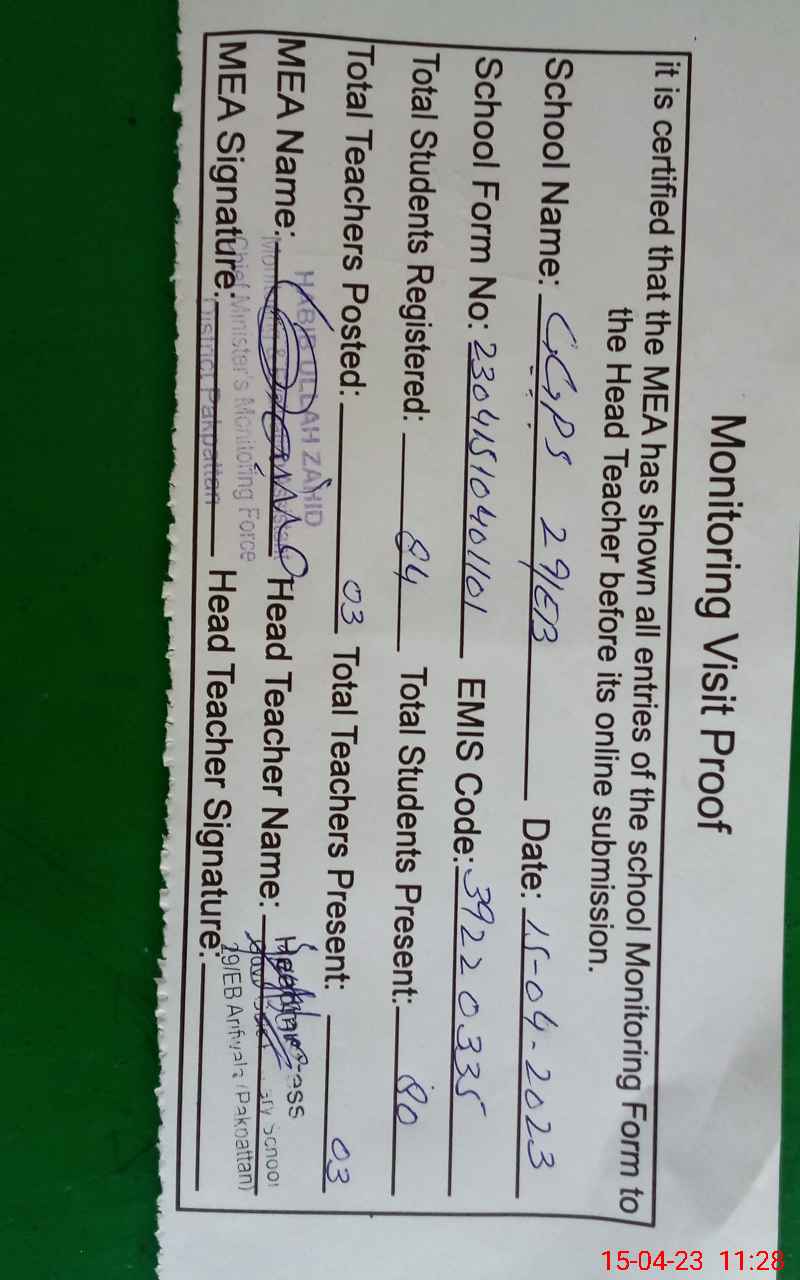 Monitoring Visit Proof
it is certified that the MEA has shown all entries of the school Monitoring Form to
the Head Teacher before its online submission.
School Name: GGPS 29/EB Date: 15-04-2023
School Form No: 23041510401101 EMIS Code: 39220335
Total Students Registered: 84 Total Students Present: 80
Total Teachers Posted: 03 Total Teachers Present: 03
HABIB ULLAH ZAHID
MEA Name: Head Teacher Name:
Chief Minister's Monitoring Force
MEA Signature: Head Teacher Signature:
District Pakpattan
29/EB Arifwala (Pakpattan)
15-04-23 11:28